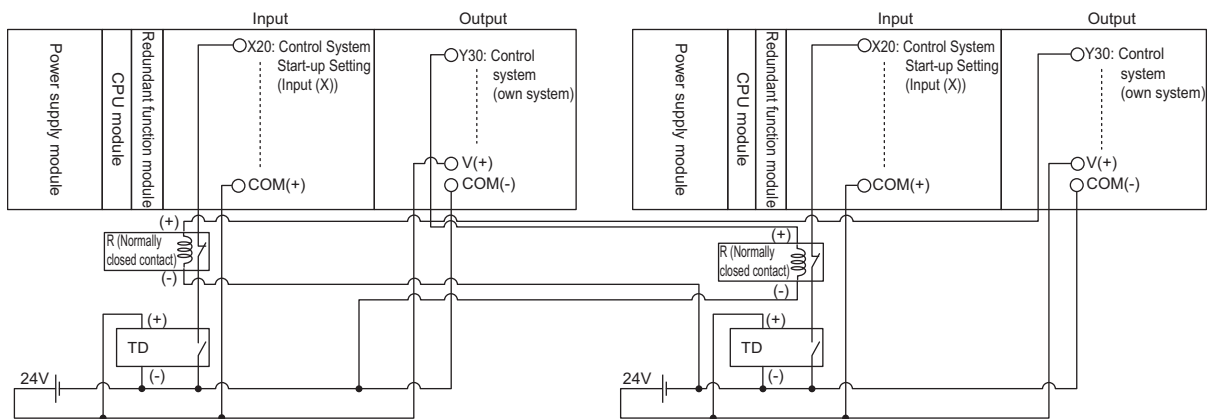 Input
Output
Power supply module
CPU module
Redundant function module
X20: Control System
Start-up Setting
(Input (X))
COM(+)
Y30: Control
system
(own system)
V(+)
COM(-)
(+)
R (Normally
closed contact)
(-)
(+)
TD
(-)
24V
Input
Output
Power supply module
CPU module
Redundant function module
X20: Control System
Start-up Setting
(Input (X))
COM(+)
Y30: Control
system
(own system)
V(+)
COM(-)
(+)
R (Normally
closed contact)
(-)
(+)
TD
(-)
24V